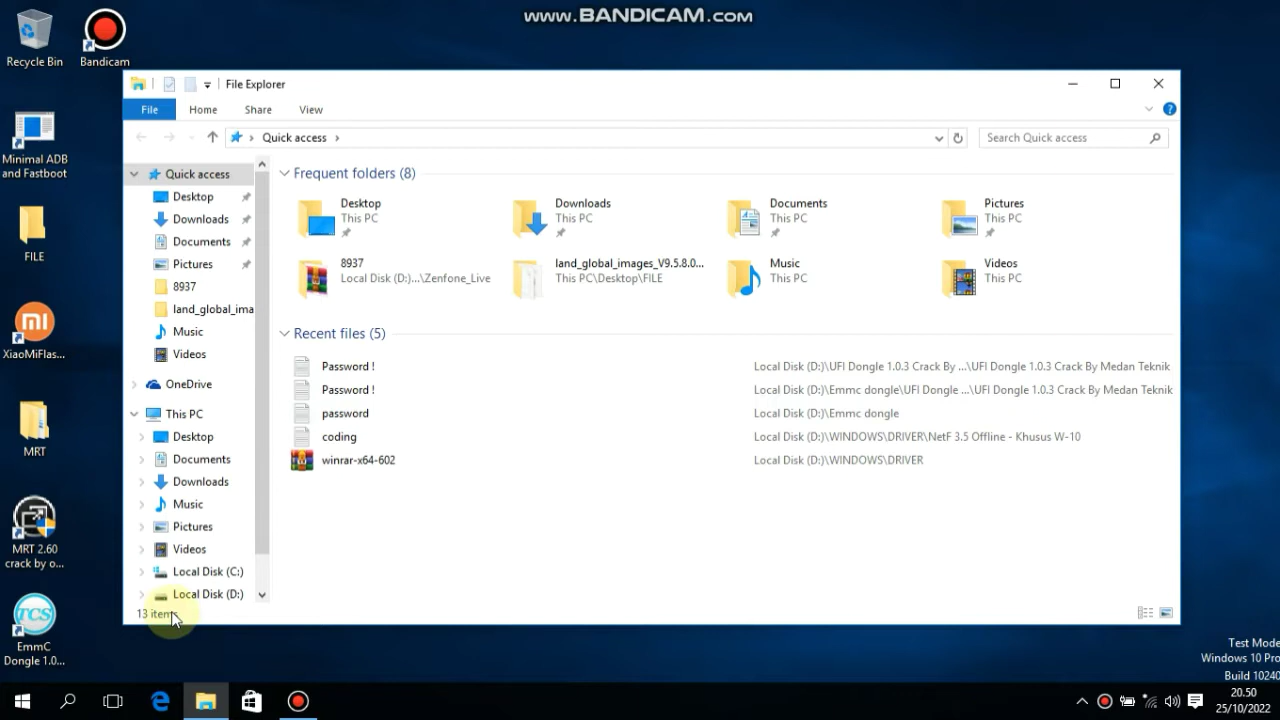 www.BANDICAM.com
Recycle Bin
Bandicam
Minimal ADB
and Fastboot
FILE
XiaoMiFlas...
MRT
MRT 2.60
crack by o...
EmmC
Dongle 1.0...
File Explorer
File
Home
Share
View
Quick access
Search Quick access
Quick access
Desktop
Downloads
Documents
Pictures
8937
land_global_ima
Music
Videos
OneDrive
This PC
Desktop
Documents
Downloads
Music
Pictures
Videos
Local Disk (C:)
Local Disk (D:)
13 items
Frequent folders (8)
Desktop
This PC
Downloads
This PC
Documents
This PC
Pictures
This PC
8937
Local Disk (D:)...\Zenfone_Live
land_global_images_V9.5.8.0...
This PC\Desktop\FILE
Music
This PC
Videos
This PC
Recent files (5)
Password !
Local Disk (D:)\UFI Dongle 1.0.3 Crack By ...\UFI Dongle 1.0.3 Crack By Medan Teknik
Password !
Local Disk (D:)\Emmc dongle\UFI Dongle ...\UFI Dongle 1.0.3 Crack By Medan Teknik
password
Local Disk (D:)\Emmc dongle
coding
Local Disk (D:)\WINDOWS\DRIVER\NetF 3.5 Offline - Khusus W-10
winrar-x64-602
Local Disk (D:)\WINDOWS\DRIVER
Test Mode
Windows 10 Pro
Build 10240
20.50
25/10/2022